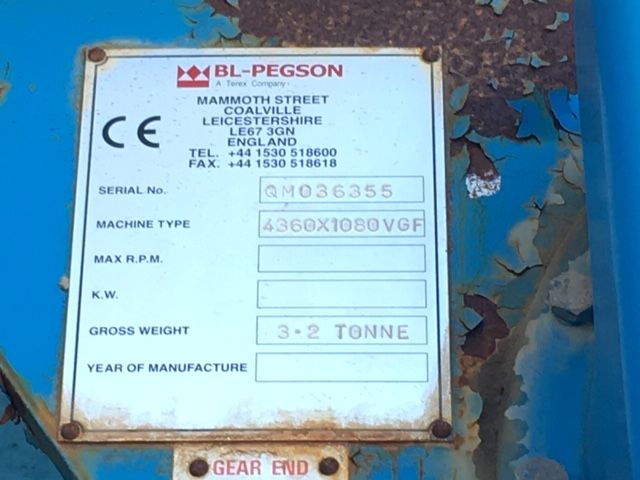 BL-PEGSON
A Terex Company
MAMMOTH STREET
COALVILLE
LEICESTERSHIRE
LE67 3GN
ENGLAND
TEL. +44 1530 518600
FAX. +44 1530 518618
CE
SERIAL No. QM036355
MACHINE TYPE 4360X1080VGF
MAX R.P.M.
K.W.
GROSS WEIGHT 3·2 TONNE
YEAR OF MANUFACTURE
GEAR END